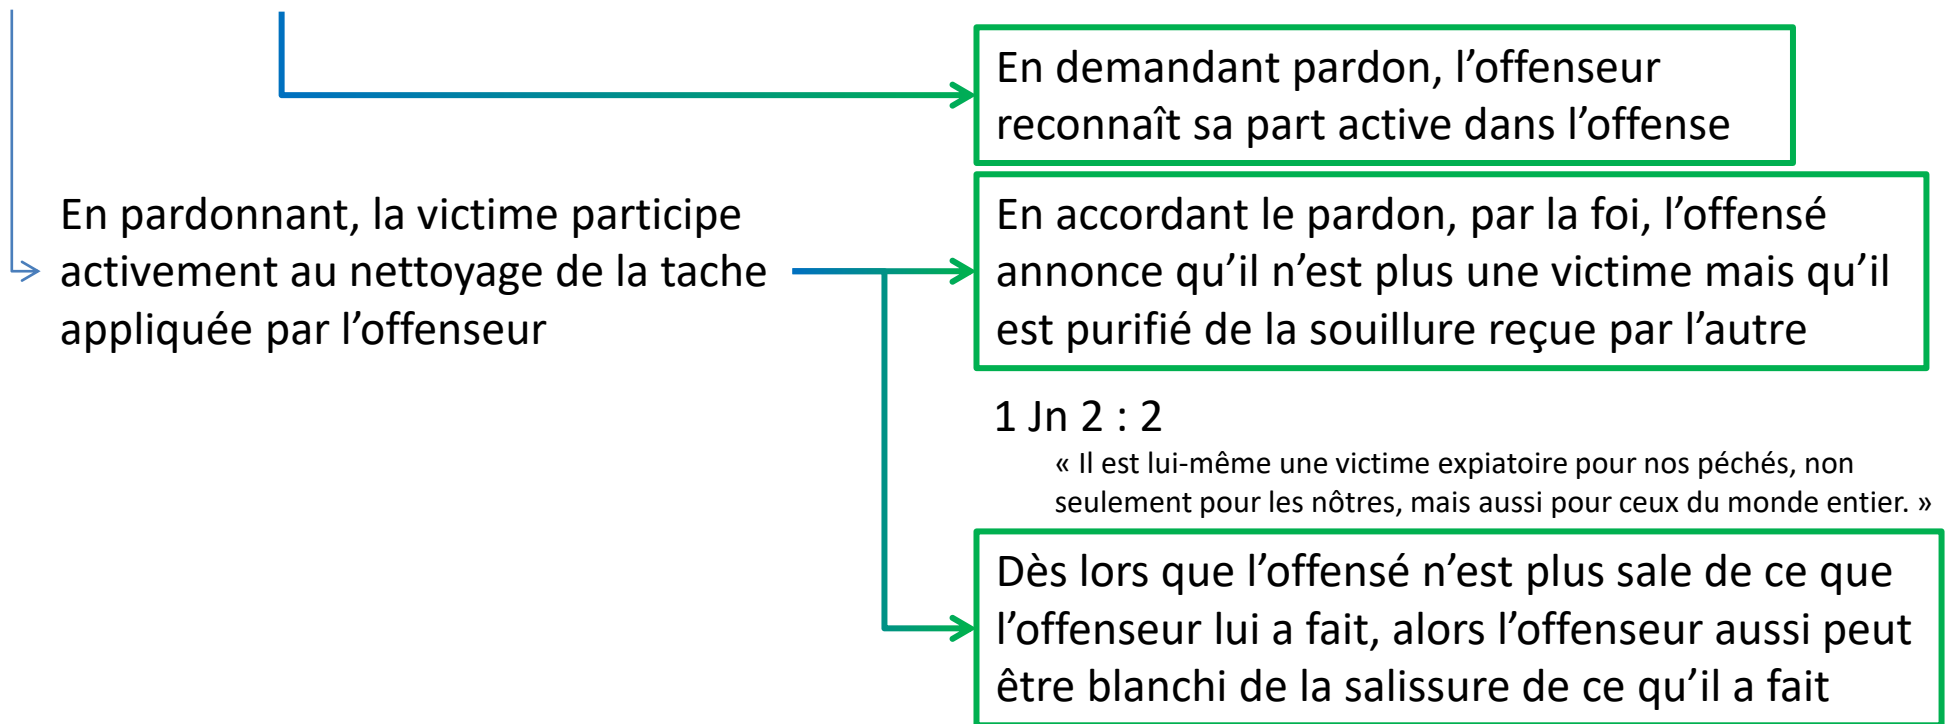 En demandant pardon, l’offenseur
reconnaît sa part active dans l’offense
En pardonnant, la victime participe
activement au nettoyage de la tache
appliquée par l’offenseur
En accordant le pardon, par la foi, l’offensé
annonce qu’il n’est plus une victime mais qu’il
est purifié de la souillure reçue par l’autre
1 Jn 2 : 2
« Il est lui-même une victime expiatoire pour nos péchés, non
seulement pour les nôtres, mais aussi pour ceux du monde entier. »
Dès lors que l’offensé n’est plus sale de ce que
l’offenseur lui a fait, alors l’offenseur aussi peut
être blanchi de la salissure de ce qu’il a fait